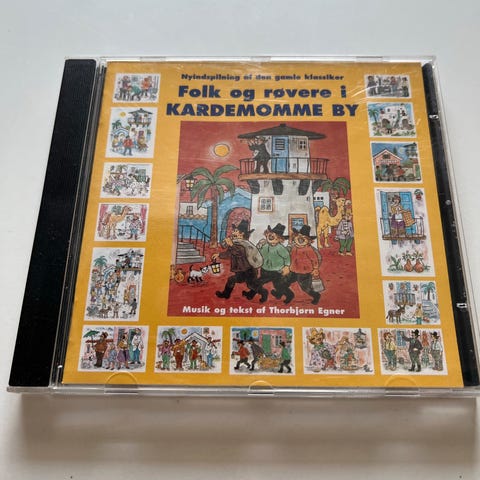 Nyindspilning af den gamle klassiker
Folk og røvere i
KARDEMOMME BY
Musik og tekst af Thorbjørn Egner